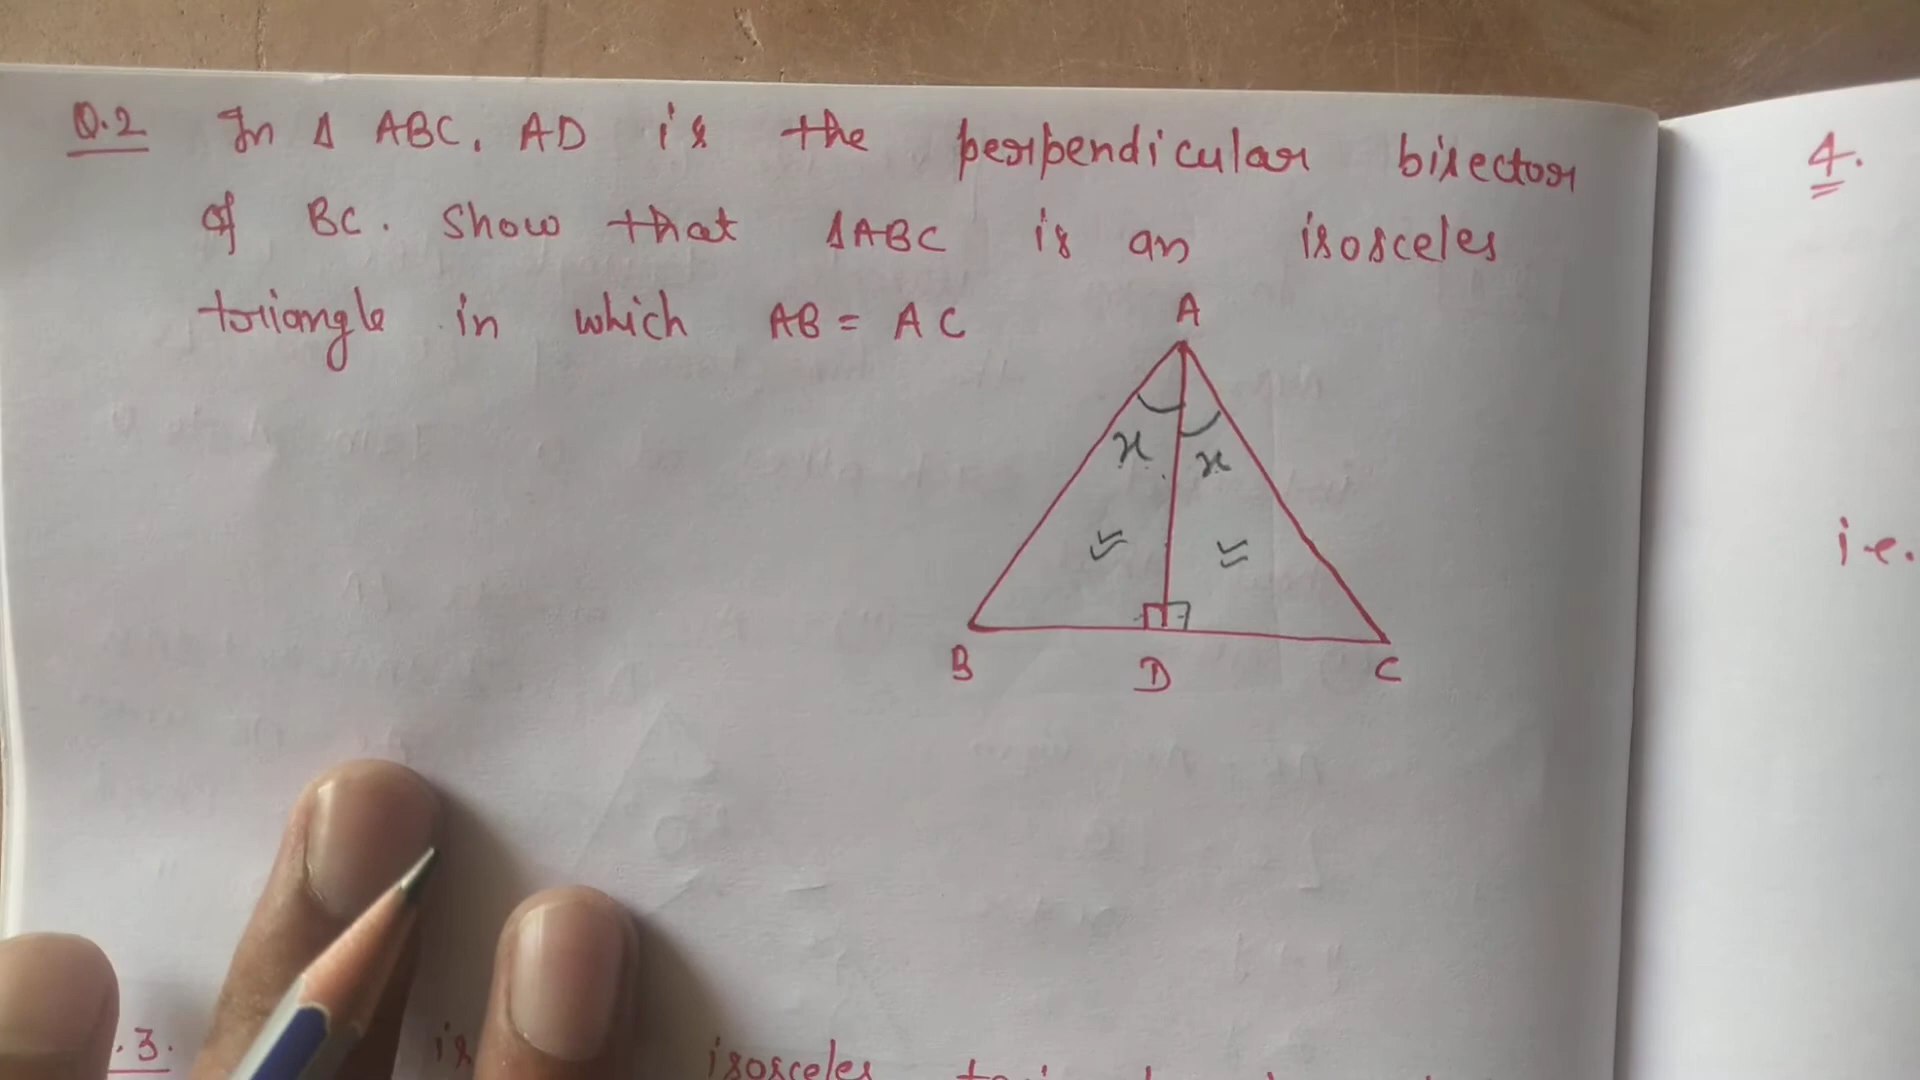 Q.2 In Δ ABC, AD is the perpendicular bisector
of BC. Show that ΔABC is an isosceles
triangle in which AB = AC
A
x x
B D C
.3. is isosceles
4.
i.e.